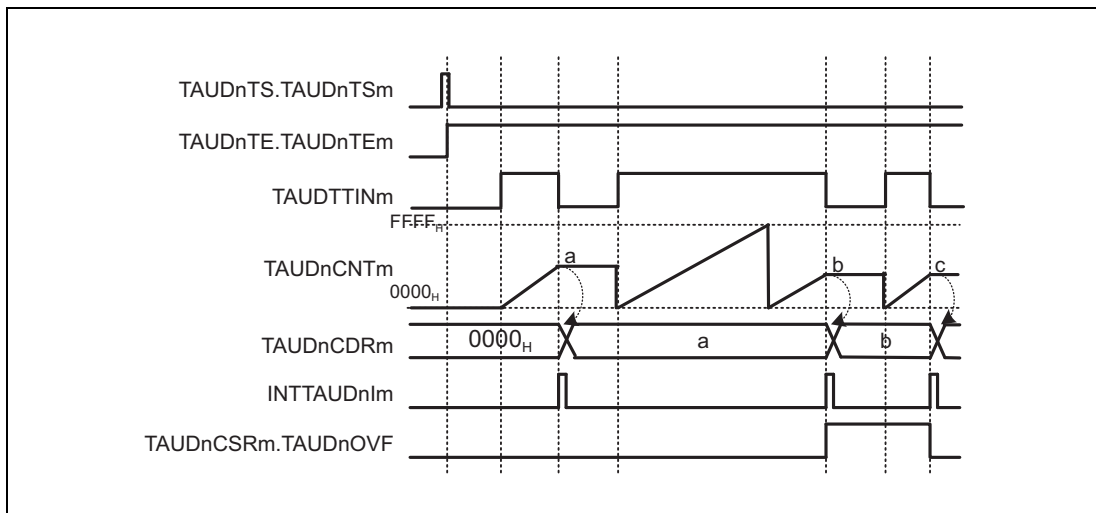 TAUDnTS.TAUDnTSm
TAUDnTE.TAUDnTEm
TAUDTTINm
FFFFH
TAUDnCNTm
a
b
c
0000H
TAUDnCDRm
0000H
a
b
INTTAUDnIm
TAUDnCSRm.TAUDnOVF